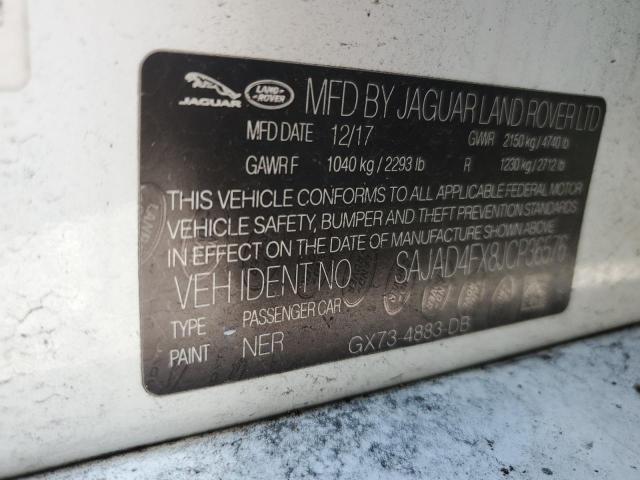 JAGUAR LAND ROVER MFD BY JAGUAR LAND ROVER LTD
MFD DATE 12/17 GVWR 2150 kg / 4740 lb
GAWR F 1040 kg / 2293 lb R 1230 kg / 2712 lb
THIS VEHICLE CONFORMS TO ALL APPLICABLE FEDERAL MOTOR
VEHICLE SAFETY, BUMPER AND THEFT PREVENTION STANDARDS
IN EFFECT ON THE DATE OF MANUFACTURE SHOWN ABOVE
VEH IDENT NO SAJAD4FX8JCP36576
TYPE PASSENGER CAR
PAINT NER GX73-4883-DB